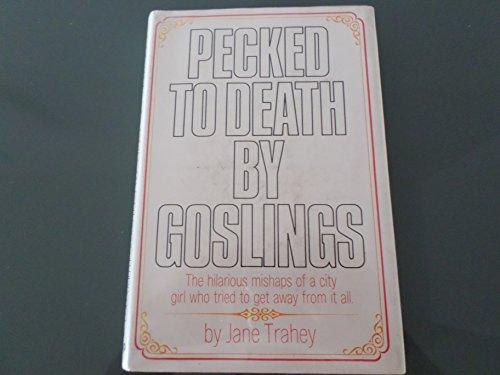 PECKED
TO DEATH
BY
GOSLINGS
The hilarious mishaps of a city
girl who tried to get away from it all.
by Jane Trahey